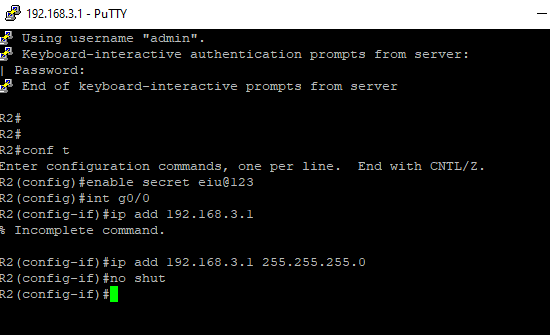 192.168.3.1 - PuTTY
Using username "admin".
Keyboard-interactive authentication prompts from server:
| Password:
End of keyboard-interactive prompts from server
R2#
R2#
R2#conf t
Enter configuration commands, one per line.  End with CNTL/Z.
R2(config)#enable secret eiu@123
R2(config)#int g0/0
R2(config-if)#ip add 192.168.3.1
% Incomplete command.
R2(config-if)#ip add 192.168.3.1 255.255.255.0
R2(config-if)#no shut
R2(config-if)#